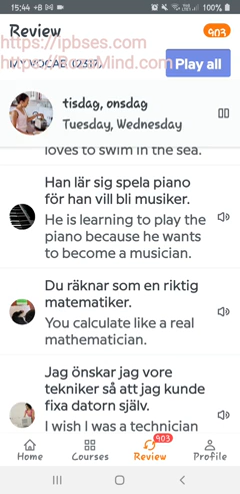 15:44 +B
100%
Review
903
https://ipbses.com
MY VOCAB (2317)
Play all
tisdag, onsdag
Tuesday, Wednesday
loves to swim in the sea.
Han lär sig spela piano
för han vill bli musiker.
He is learning to play the
piano because he wants
to become a musician.
Du räknar som en riktig
matematiker.
You calculate like a real
mathematician.
Jag önskar jag vore
tekniker så att jag kunde
fixa datorn själv.
I wish I was a technician
903
Home
Courses
Review
Profile